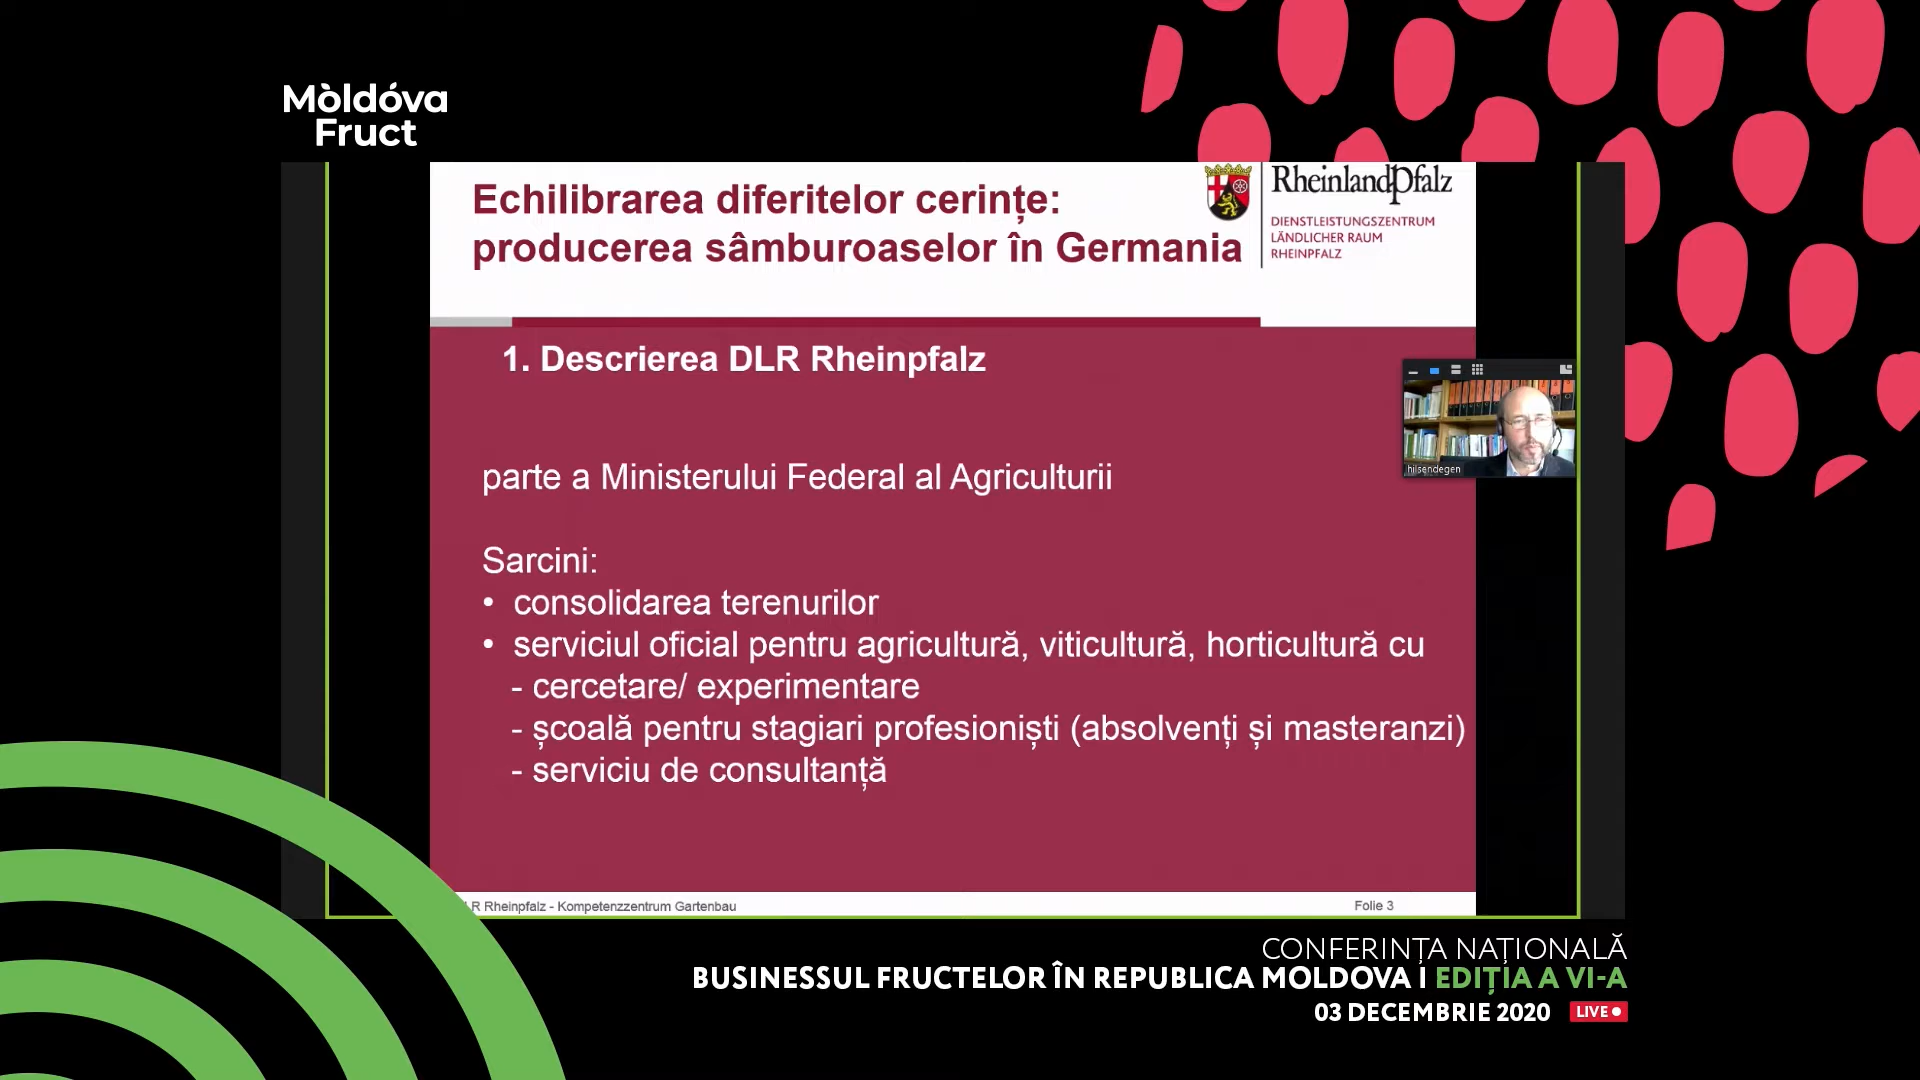 Mòldóva
Fruct
Echilibrarea diferitelor cerințe:
producerea sâmburoaselor în Germania
RheinlandPfalz
DIENSTLEISTUNGSZENTRUM
LÄNDLICHER RAUM
RHEINPFALZ
1. Descrierea DLR Rheinpfalz
parte a Ministerului Federal al Agriculturii
Sarcini:
• consolidarea terenurilor
• serviciul oficial pentru agricultură, viticultură, horticultură cu
- cercetare/ experimentare
- școală pentru stagiari profesioniști (absolvenți și masteranzi)
- serviciu de consultanță
hilsendegen
LR Rheinpfalz - Kompetenzzentrum Gartenbau
Folie 3
CONFERINȚA NAȚIONALĂ
BUSINESSUL FRUCTELOR ÎN REPUBLICA MOLDOVA I EDIȚIA A VI-A
03 DECEMBRIE 2020 LIVE